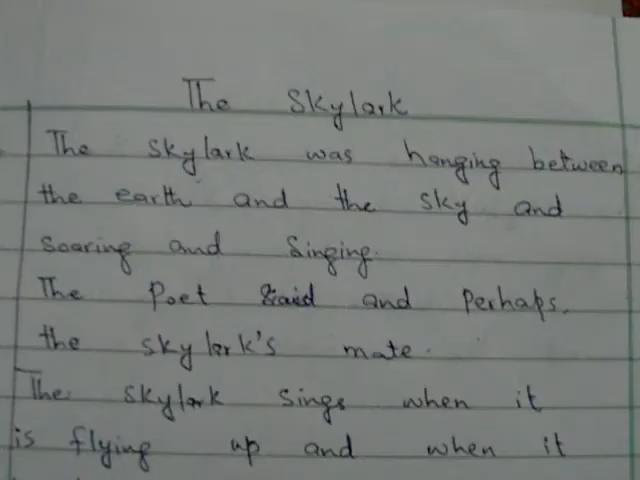 The Skylark
The Skylark was hanging between
the earth and the sky and
Soaring and Singing.
The Poet said and Perhaps.
the skylark's mate.
The skylark sings when it
is flying up and when it